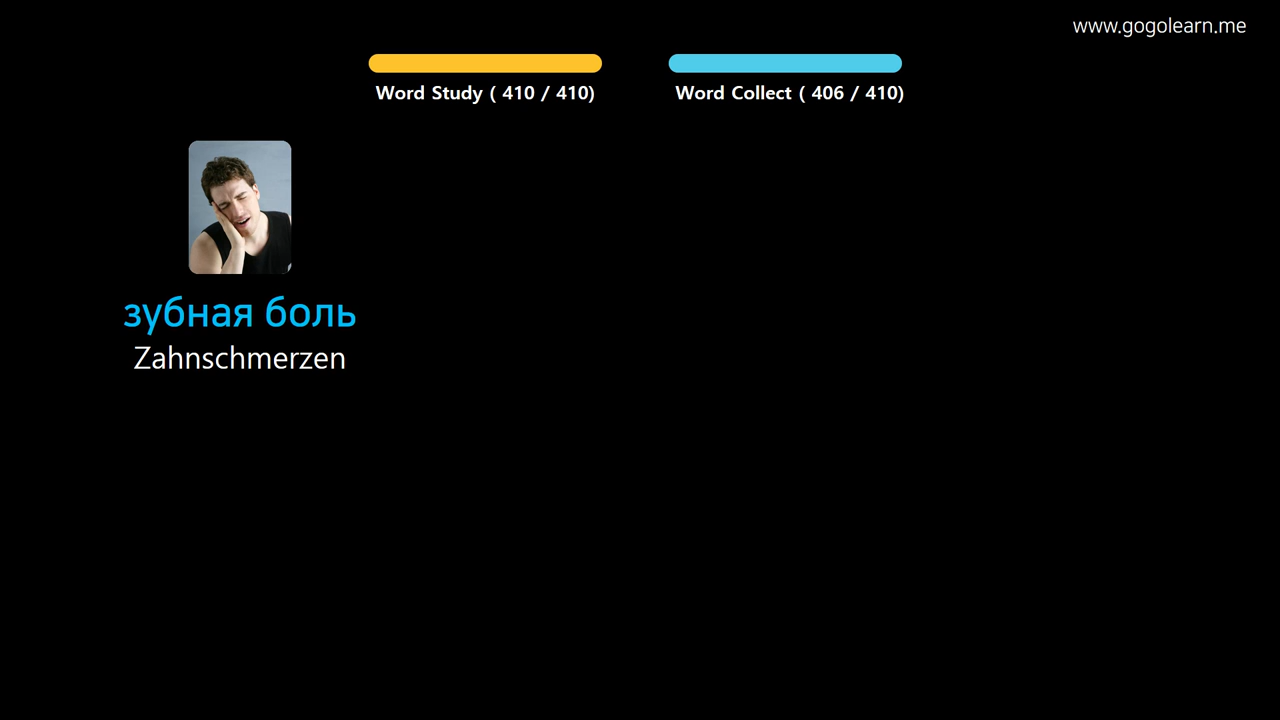 www.gogolearn.me
Word Study ( 410 / 410)
Word Collect ( 406 / 410)
зубная боль
Zahnschmerzen